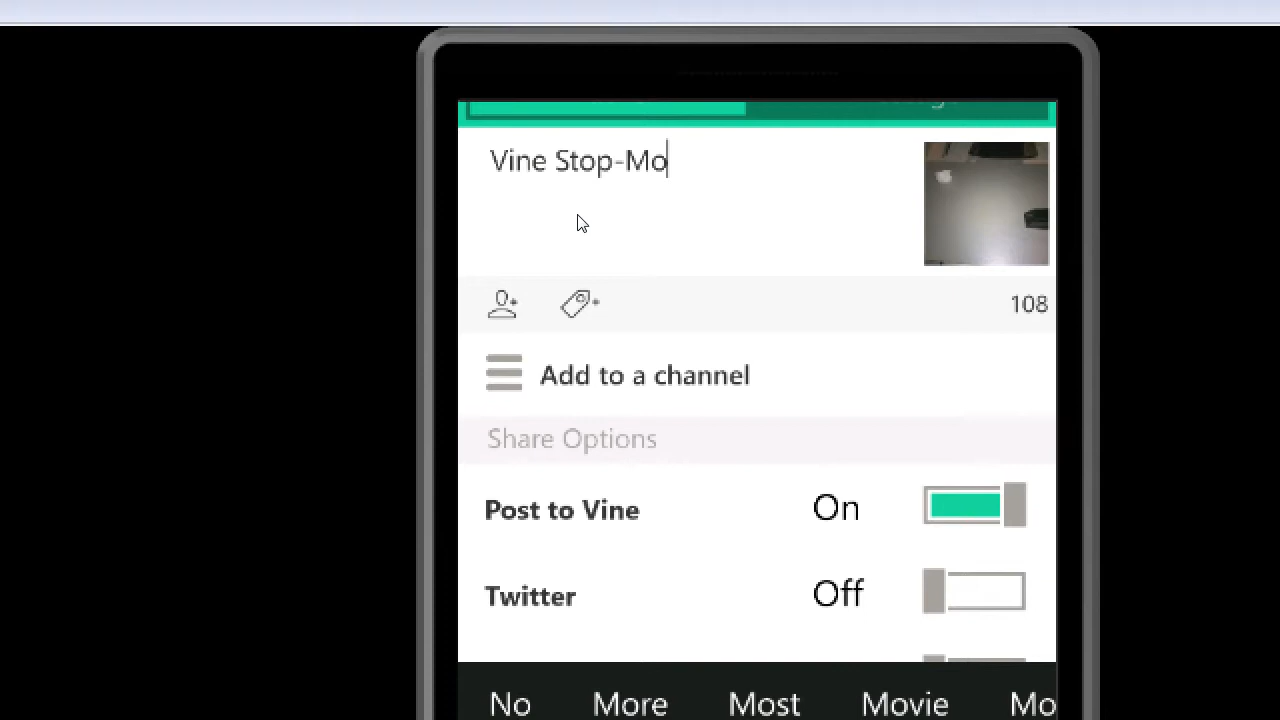 Vine Stop-Mo
108
Add to a channel
Share Options
Post to Vine On
Twitter Off
No More Most Movie Mo